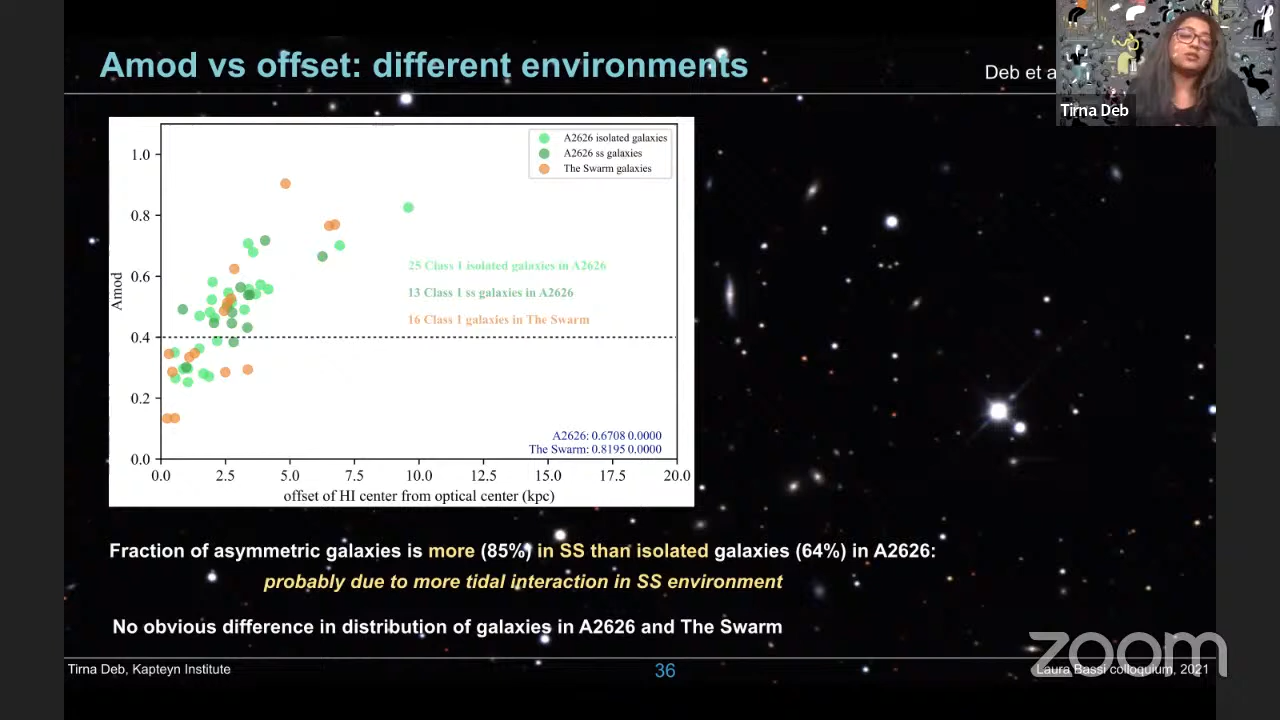 Amod vs offset: different environments
Deb et a
Tirna Deb
A2626 isolated galaxies
A2626 ss galaxies
The Swarm galaxies
1.0
0.8
0.6
0.4
0.2
0.0
Amod
25 Class 1 isolated galaxies in A2626
13 Class 1 ss galaxies in A2626
16 Class 1 galaxies in The Swarm
A2626: 0.6708 0.0000
The Swarm: 0.8195 0.0000
0.0 2.5 5.0 7.5 10.0 12.5 15.0 17.5 20.0
offset of HI center from optical center (kpc)
Fraction of asymmetric galaxies is more (85%) in SS than isolated galaxies (64%) in A2626:
probably due to more tidal interaction in SS environment
No obvious difference in distribution of galaxies in A2626 and The Swarm
Tirna Deb, Kapteyn Institute
36
Laura Bassi colloquium, 2021
zoom